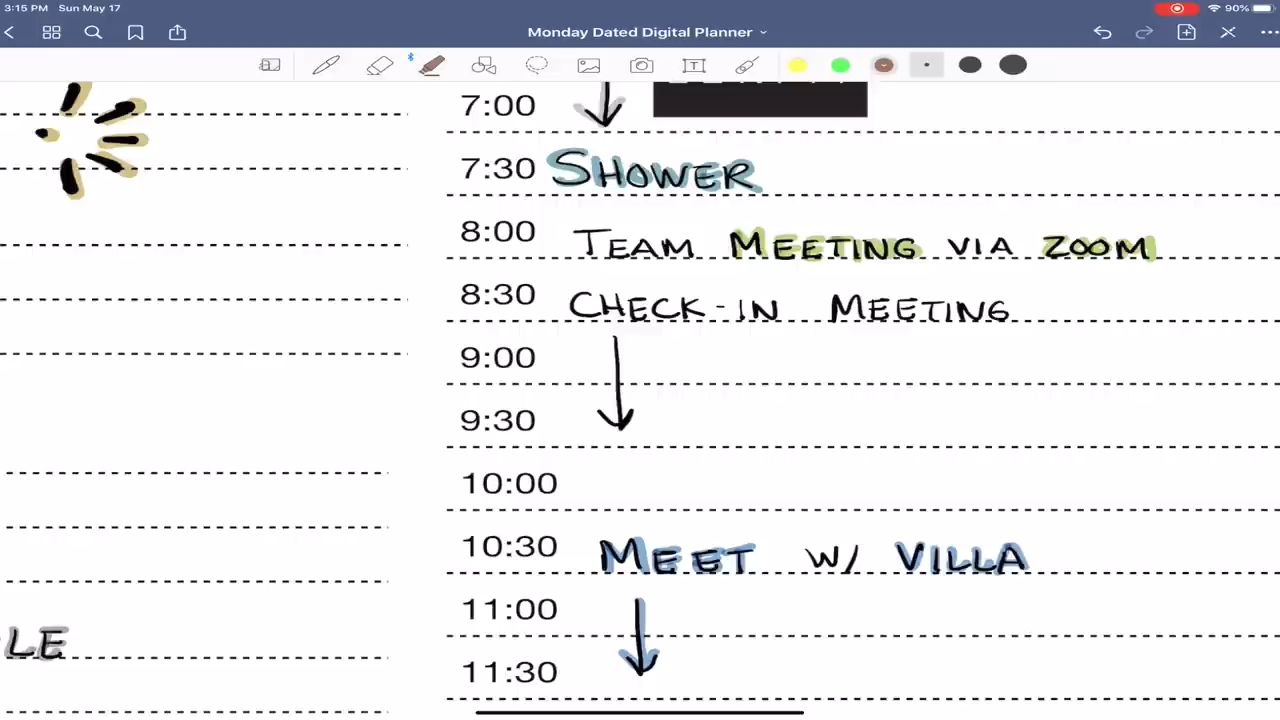 3:15 PM Sun May 17
90%
Monday Dated Digital Planner
7:00
7:30 SHOWER
8:00 TEAM MEETING VIA ZOOM
8:30 CHECK-IN MEETING
9:00
9:30
10:00
10:30 MEET W/ VILLA
11:00
LE
11:30